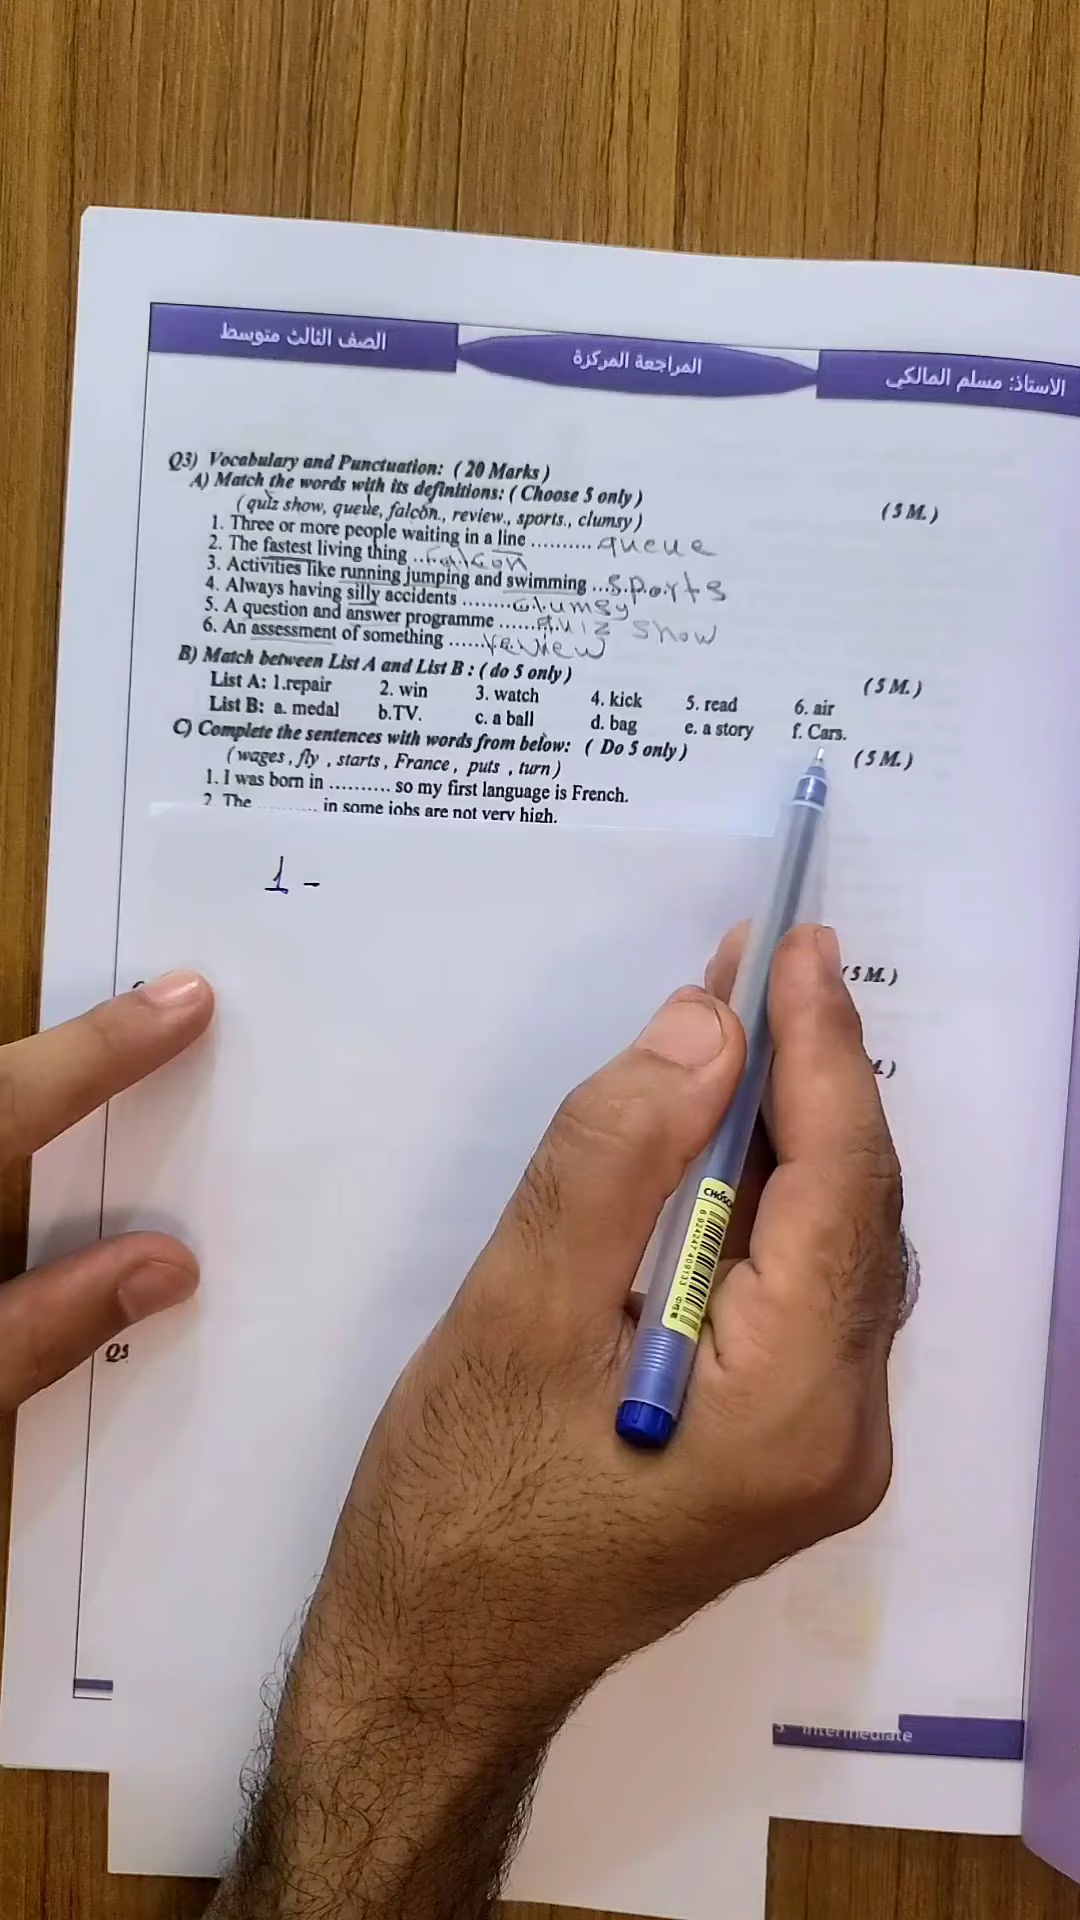 الصف الثالث متوسط
المراجعة المركزة
الاستاذ: مسلم المالكي
Q3) Vocabulary and Punctuation: ( 20 Marks )
A) Match the words with its definitions: ( Choose 5 only ) ( 5 M. )
( quiz show, queue, falcon., review., sports., clumsy )
1. Three or more people waiting in a line .......... queue
2. The fastest living thing ... falcon
3. Activities like running jumping and swimming ... sports
4. Always having silly accidents ........ clumsy
5. A question and answer programme ...... quiz show
6. An assessment of something ...... review
B) Match between List A and List B : ( do 5 only ) ( 5 M. )
List A: 1.repair 2. win 3. watch 4. kick 5. read 6. air
List B: a. medal b.TV. c. a ball d. bag e. a story f. Cars.
C) Complete the sentences with words from below: ( Do 5 only ) ( 5 M. )
( wages , fly , starts , France , puts , turn )
1. I was born in .......... so my first language is French.
2. The .......... in some jobs are not very high.
1 -
( 5 M. )
M. )
Q5
CHOSCH
6 924247 409133
Intermediate